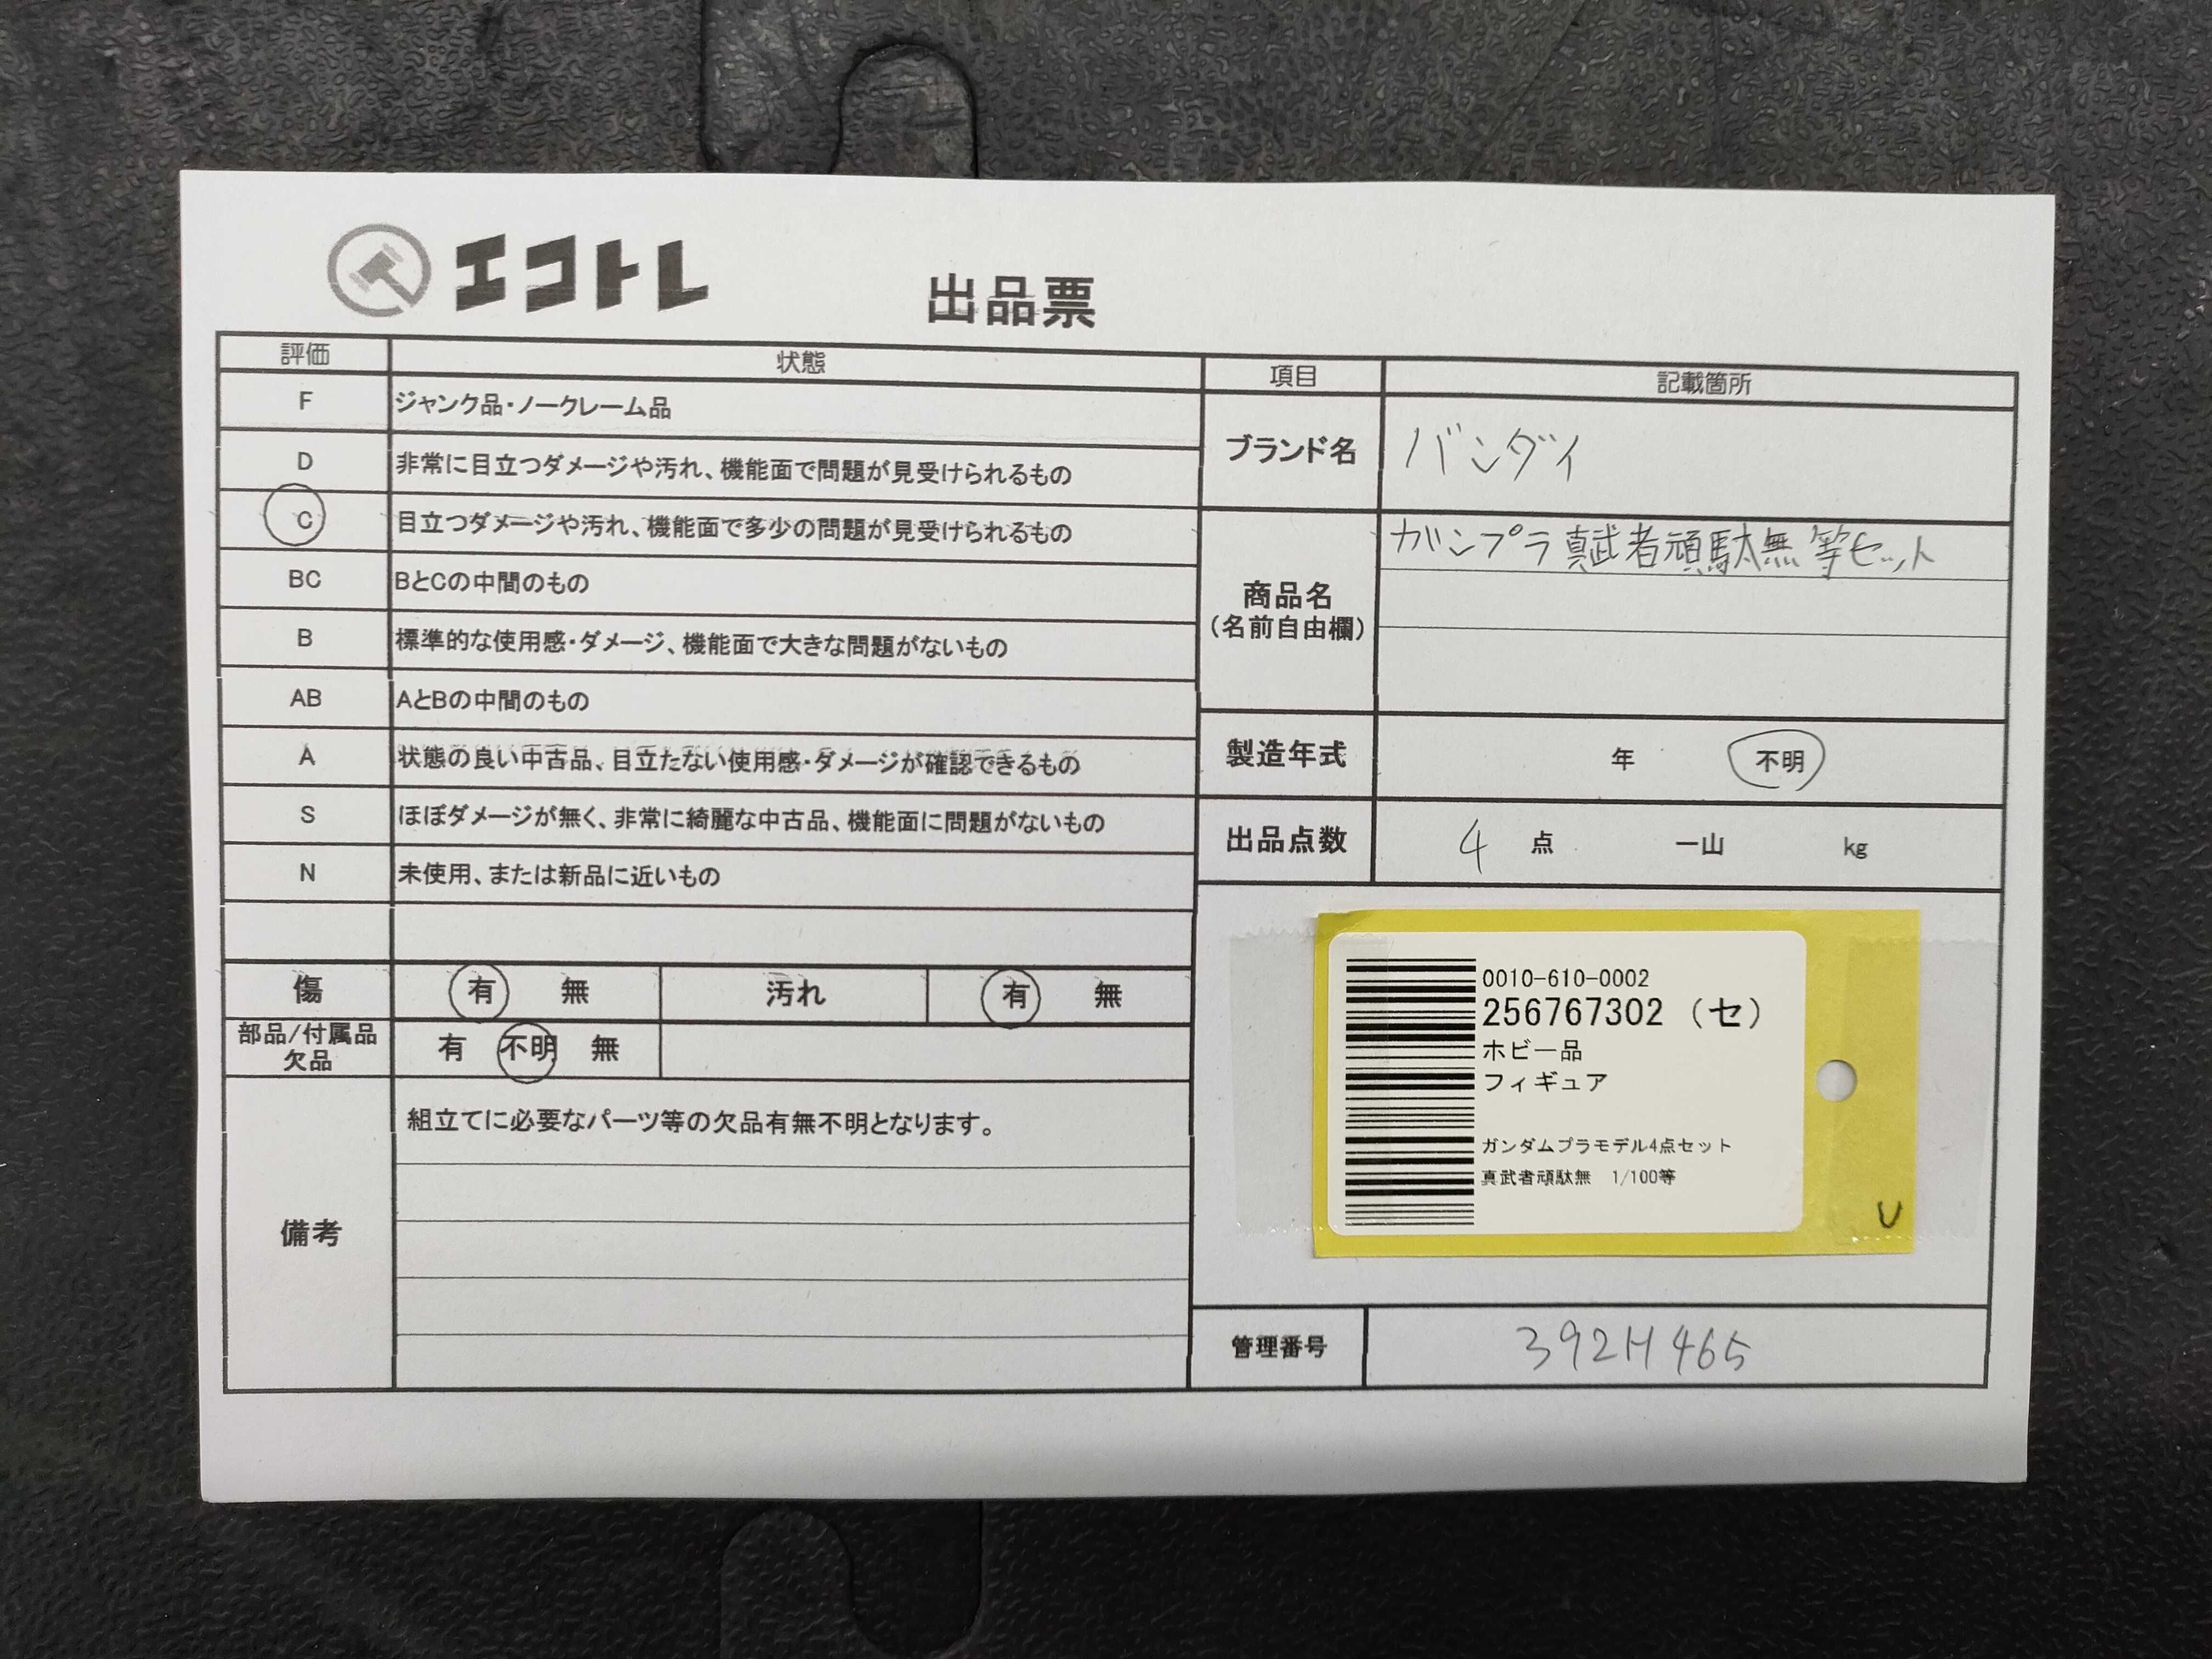 エコトレ
出品票
評価 状態
F ジャンク品・ノークレーム品
D 非常に目立つダメージや汚れ、機能面で問題が見受けられるもの
C 目立つダメージや汚れ、機能面で多少の問題が見受けられるもの
BC BとCの中間のもの
B 標準的な使用感・ダメージ、機能面で大きな問題がないもの
AB AとBの中間のもの
A 状態の良い中古品、目立たない使用感・ダメージが確認できるもの
S ほぼダメージが無く、非常に綺麗な中古品、機能面に問題がないもの
N 未使用、または新品に近いもの
傷 有 無 汚れ 有 無
部品/付属品
欠品
有 不明 無
備考
組立てに必要なパーツ等の欠品有無不明となります。
項目 記載箇所
ブランド名 バンダイ
商品名
(名前自由欄)
ガンプラ真武者頑駄無等セット
製造年式 年 不明
出品点数 4 点 一山 kg
0010-610-0002
256767302 (セ)
ホビー品
フィギュア
ガンダムプラモデル4点セット
真武者頑駄無 1/100等
U
管理番号 392H465